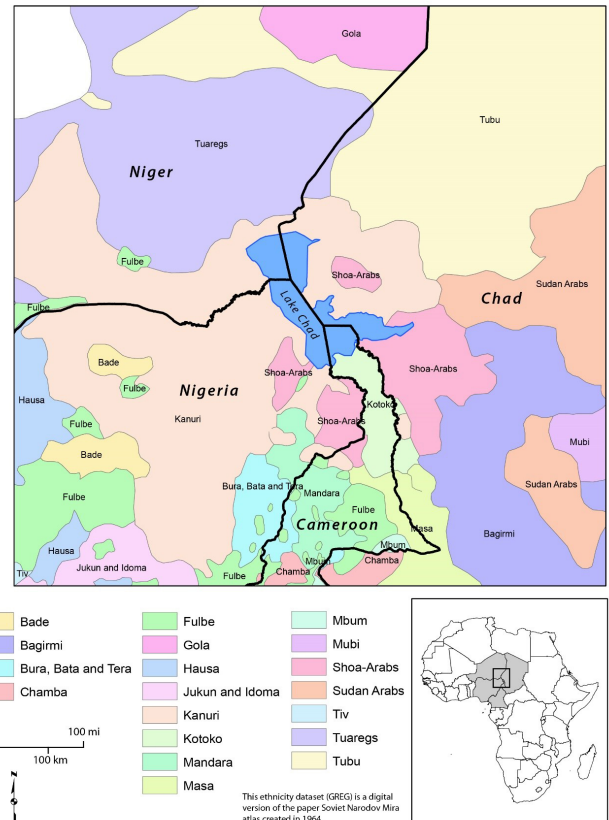 Gola
Tubu
Tuaregs
Niger
Fulbe
Shoa-Arabs
Sudan Arabs
Chad
Fulbe
Lake Chad
Bade
Shoa-Arabs
Shoa-Arabs
Fulbe
Nigeria
Hausa
Kotoko
Kanuri
Shoa-Arabs
Fulbe
Mubi
Bade
Bura, Bata and Tera
Sudan Arabs
Mandara
Fulbe
Fulbe
Cameroon
Masa
Bagirmi
Hausa
Mbum
Mbum
Chamba
Tiv
Jukun and Idoma
Fulbe
Chamba
Bade
Bagirmi
Bura, Bata and Tera
Chamba
Fulbe
Gola
Hausa
Jukun and Idoma
Kanuri
Kotoko
Mandara
Masa
Mbum
Mubi
Shoa-Arabs
Sudan Arabs
Tiv
Tuaregs
Tubu
100 mi
100 km
N
This ethnicity dataset (GREG) is a digital
version of the paper Soviet Narodov Mira
atlas created in 1964